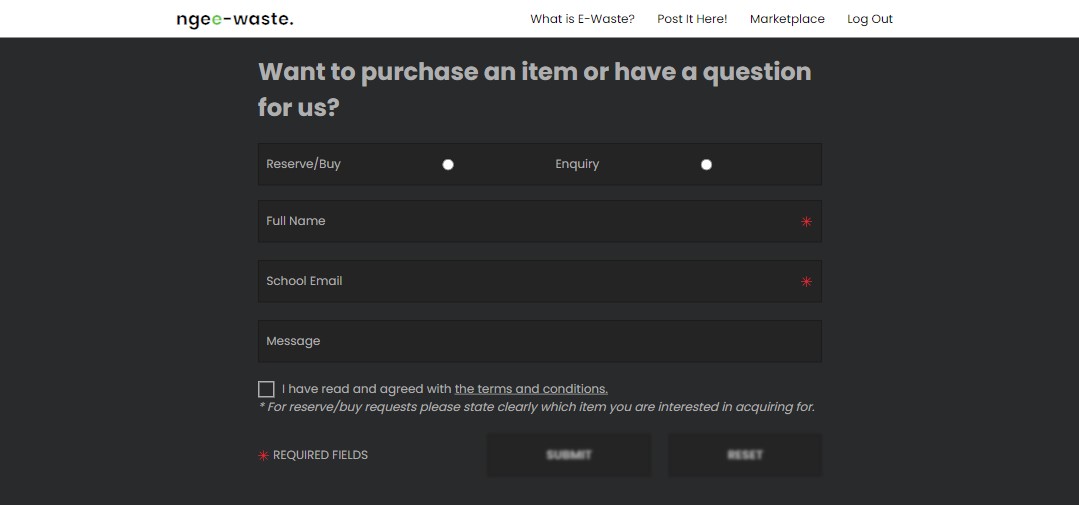 ngee-waste.
What is E-Waste? Post It Here! Marketplace Log Out
Want to purchase an item or have a question
for us?
Reserve/Buy Enquiry
Full Name *
School Email *
Message
I have read and agreed with the terms and conditions.
* For reserve/buy requests please state clearly which item you are interested in acquiring for.
* REQUIRED FIELDS SUBMIT RESET